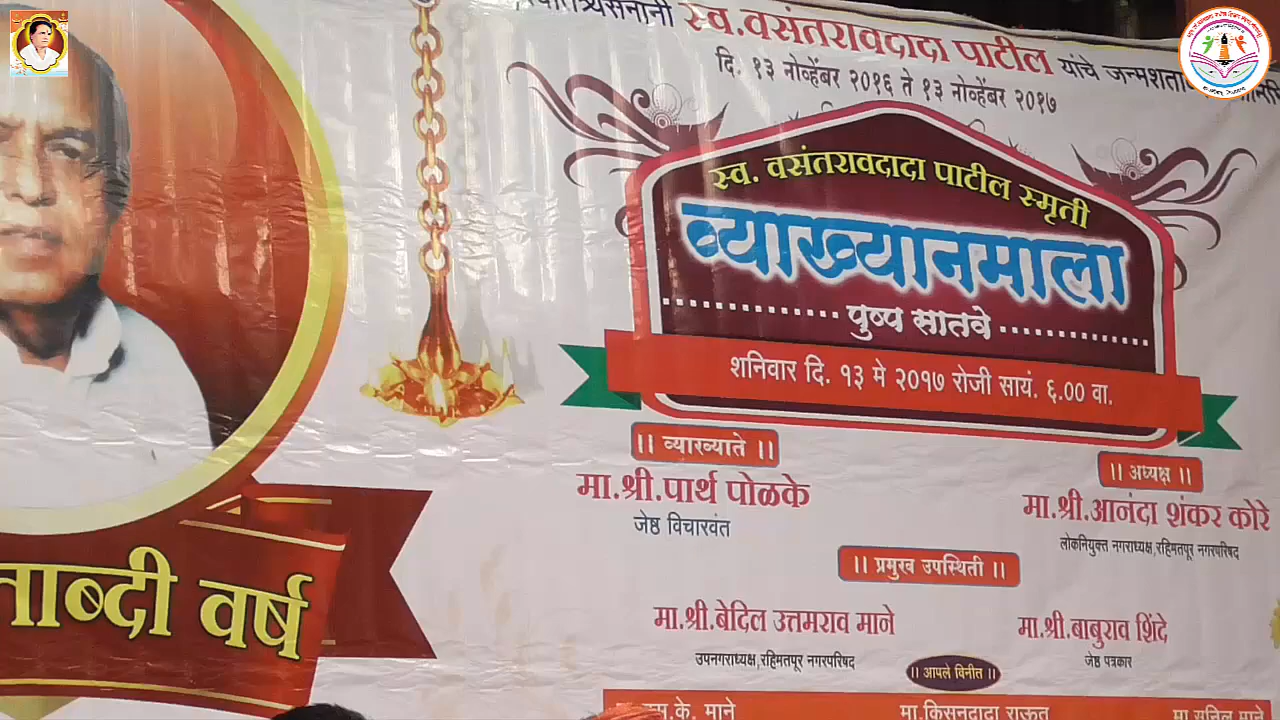 स्व.वसंतरावदादा पाटील यांचे
दि. १३ नोव्हेंबर २०१६ ते १३ नोव्हेंबर २०१७
स्व. वसंतरावदादा पाटील स्मृती
व्याख्यानमाला
पुष्प सातवे
शनिवार दि. १३ मे २०१७ रोजी सायं. ६.०० वा.
।। व्याख्याते ।।
मा.श्री.पार्थ पोळके
जेष्ठ विचारवंत
।। अध्यक्ष ।।
मा.श्री.आनंदा शंकर कोरे
लोकनियुक्त नगराध्यक्ष,रहिमतपूर नगरपरिषद
।। प्रमुख उपस्थिती ।।
मा.श्री.बेदिल उत्तमराव माने
उपनगराध्यक्ष,रहिमतपूर नगरपरिषद
मा.श्री.बाबुराव शिंदे
जेष्ठ पत्रकार
।। आपले विनीत ।।
माने
मा.किसनदादा राऊत
मा.सुनिल माने
ताब्दी वर्ष